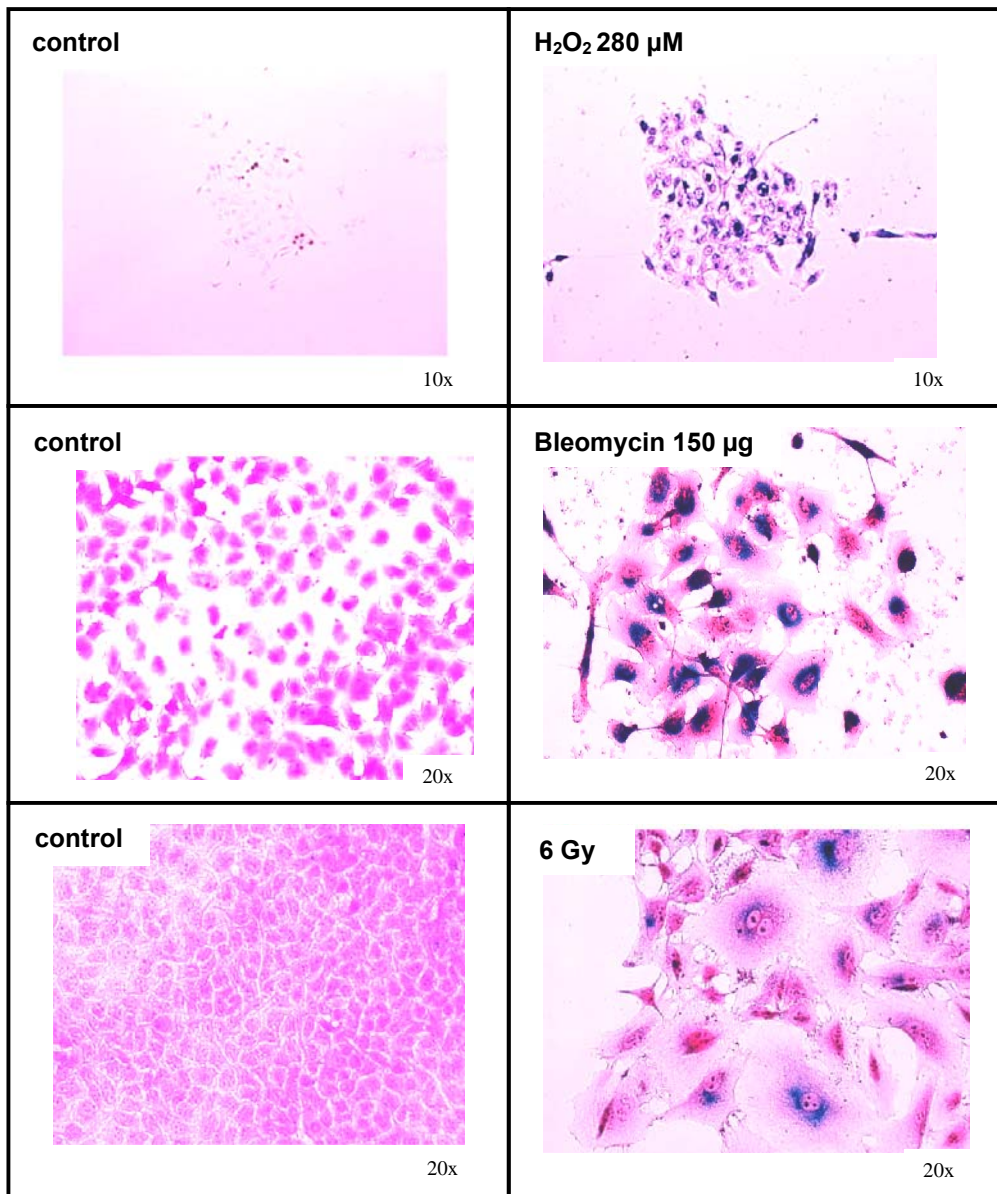 control
H₂O₂ 280 µM
10x
10x
control
Bleomycin 150 µg
20x
20x
control
6 Gy
20x
20x